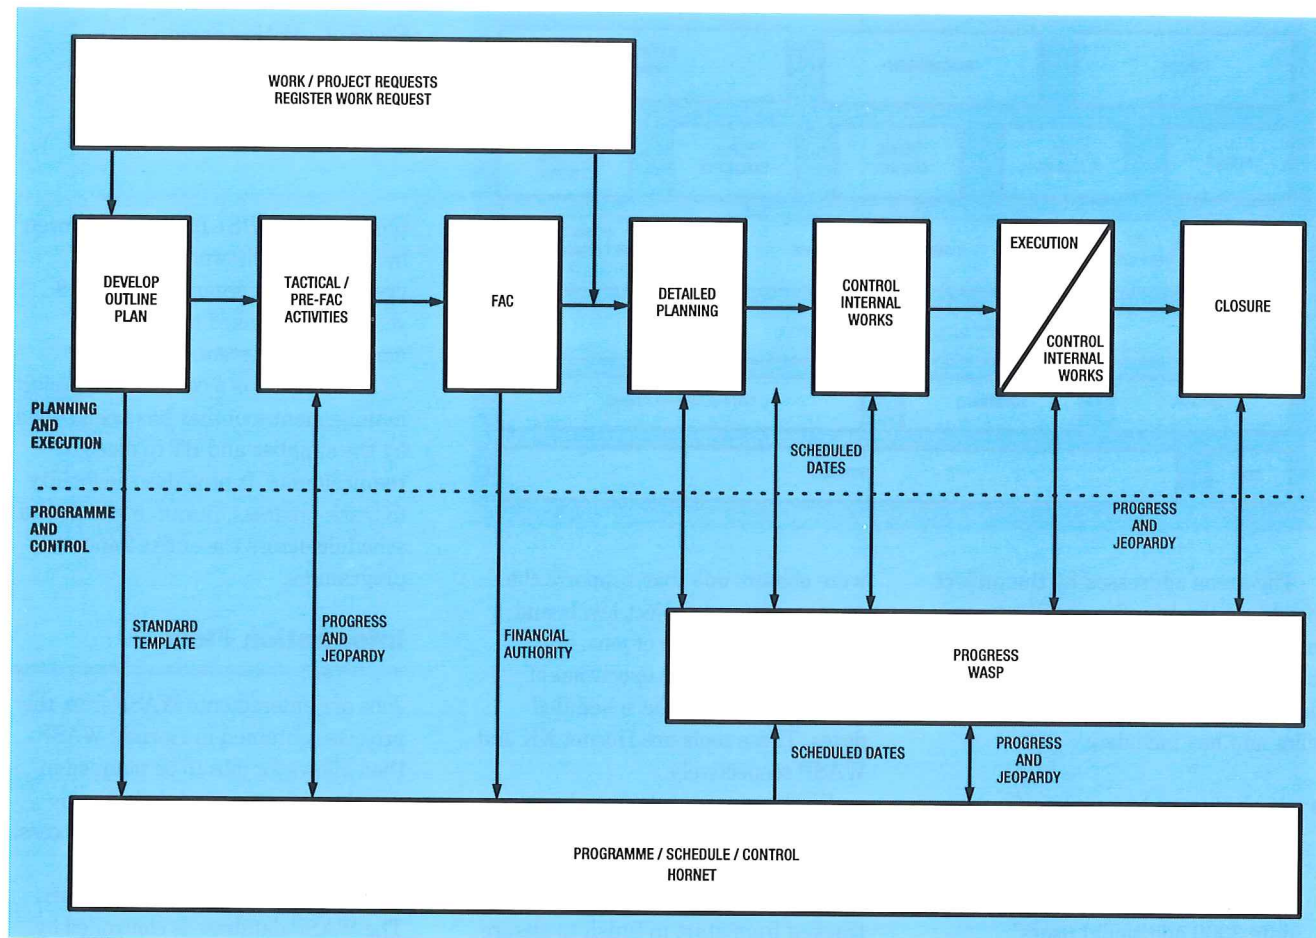 WORK / PROJECT REQUESTS
REGISTER WORK REQUEST
DEVELOP
OUTLINE
PLAN
TACTICAL /
PRE-FAC
ACTIVITIES
FAC
DETAILED
PLANNING
CONTROL
INTERNAL
WORKS
EXECUTION
CONTROL
INTERNAL
WORKS
CLOSURE
PLANNING
AND
EXECUTION
SCHEDULED
DATES
PROGRAMME
AND
CONTROL
PROGRESS
AND
JEOPARDY
STANDARD
TEMPLATE
PROGRESS
AND
JEOPARDY
FINANCIAL
AUTHORITY
PROGRESS
WASP
SCHEDULED DATES
PROGRESS
AND
JEOPARDY
PROGRAMME / SCHEDULE / CONTROL
HORNET